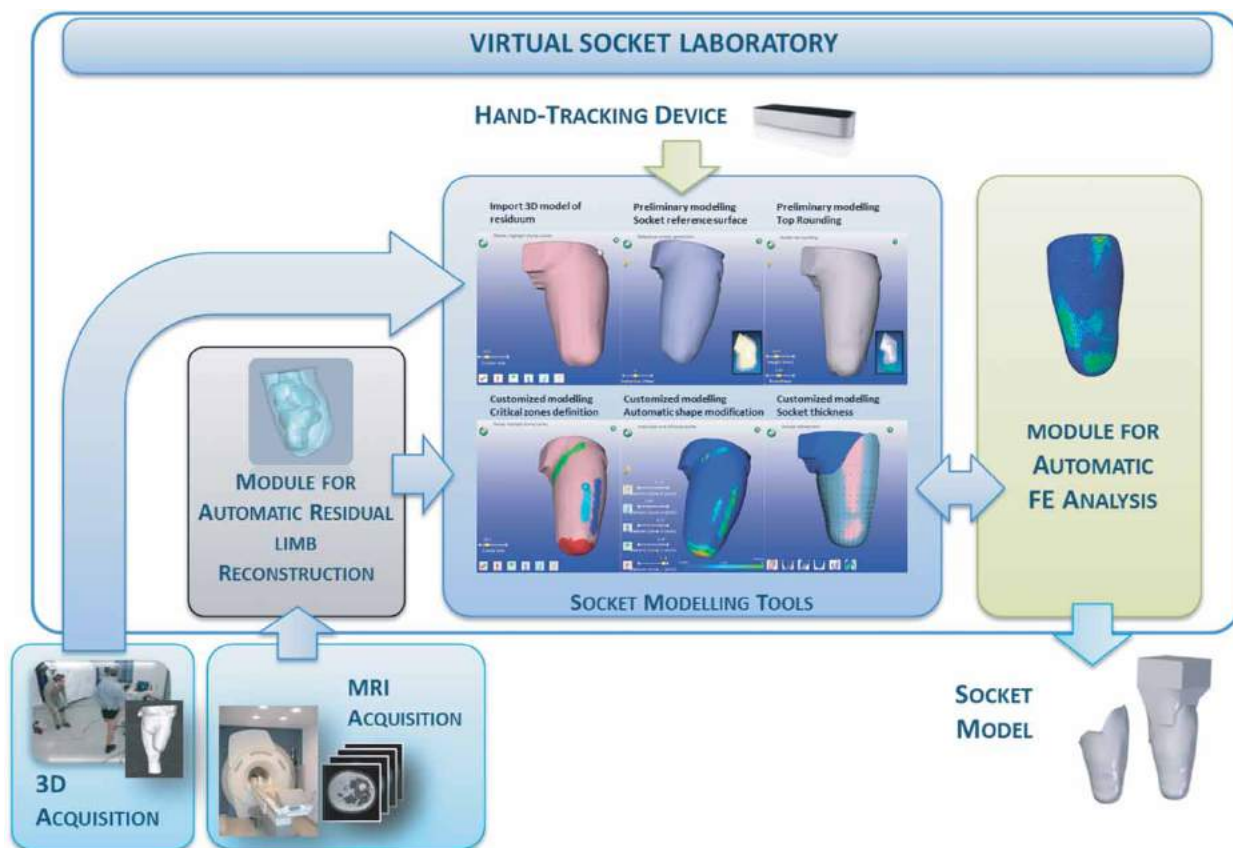 VIRTUAL SOCKET LABORATORY
HAND-TRACKING DEVICE
Import 3D model of
residuum
Preliminary modelling
Socket reference surface
Preliminary modelling
Top Rounding
Customized modelling
Critical zones definition
Customized modelling
Automatic shape modification
Customized modelling
Socket thickness
SOCKET MODELLING TOOLS
MODULE FOR
AUTOMATIC RESIDUAL
LIMB
RECONSTRUCTION
MODULE FOR
AUTOMATIC
FE ANALYSIS
3D
ACQUISITION
MRI
ACQUISITION
SOCKET
MODEL